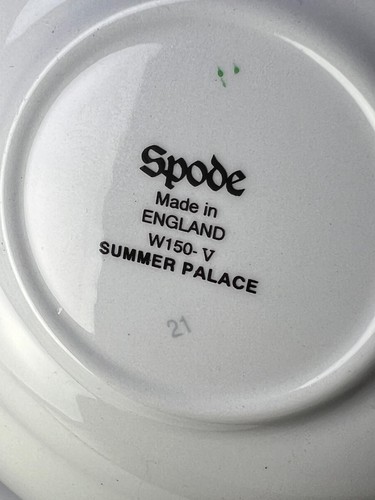 Spode
Made in
ENGLAND
W150- V
SUMMER PALACE
21